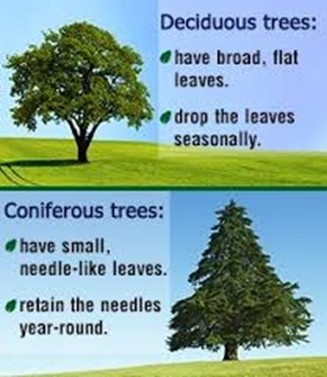 Deciduous trees:
have broad, flat
leaves.
drop the leaves
seasonally.
Coniferous trees:
have small,
needle-like leaves.
retain the needles
year-round.